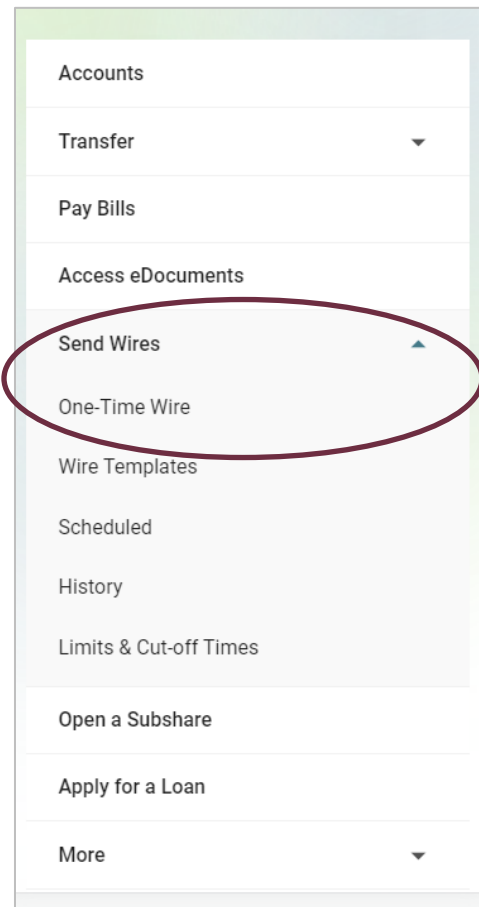 Accounts
Transfer
Pay Bills
Access eDocuments
Send Wires
One-Time Wire
Wire Templates
Scheduled
History
Limits & Cut-off Times
Open a Subshare
Apply for a Loan
More